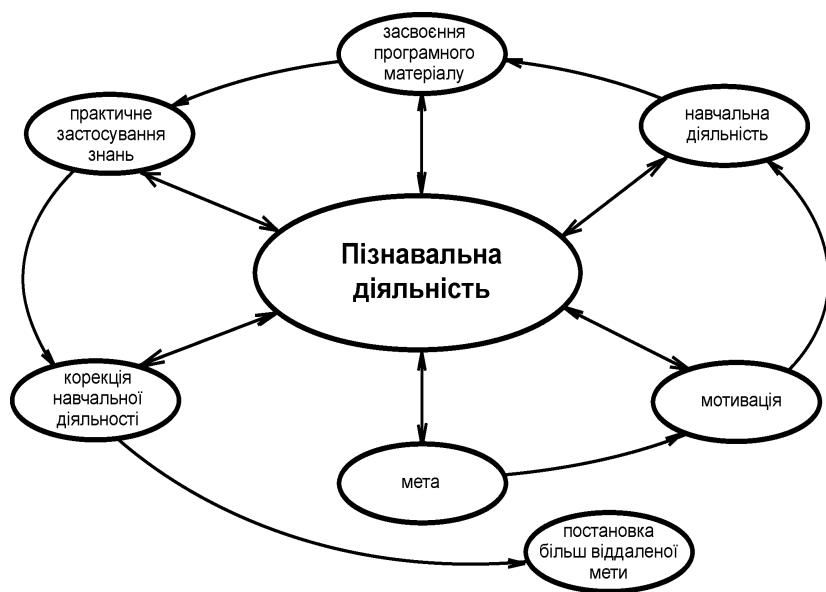 засвоєння
програмного
матеріалу
практичне
застосування
знань
навчальна
діяльність
Пізнавальна
діяльність
корекція
навчальної
діяльності
мотивація
мета
постановка
більш віддаленої
мети